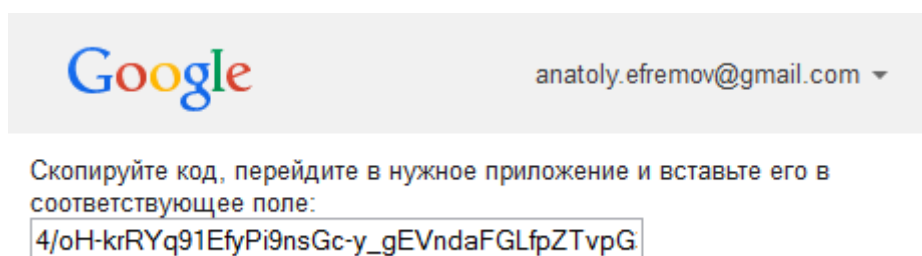 Google
anatoly.efremov@gmail.com
Скопируйте код, перейдите в нужное приложение и вставьте его в
соответствующее поле:
4/oH-krRYq91EfyPi9nsGc-y_gEVndaFGLfpZTvpG